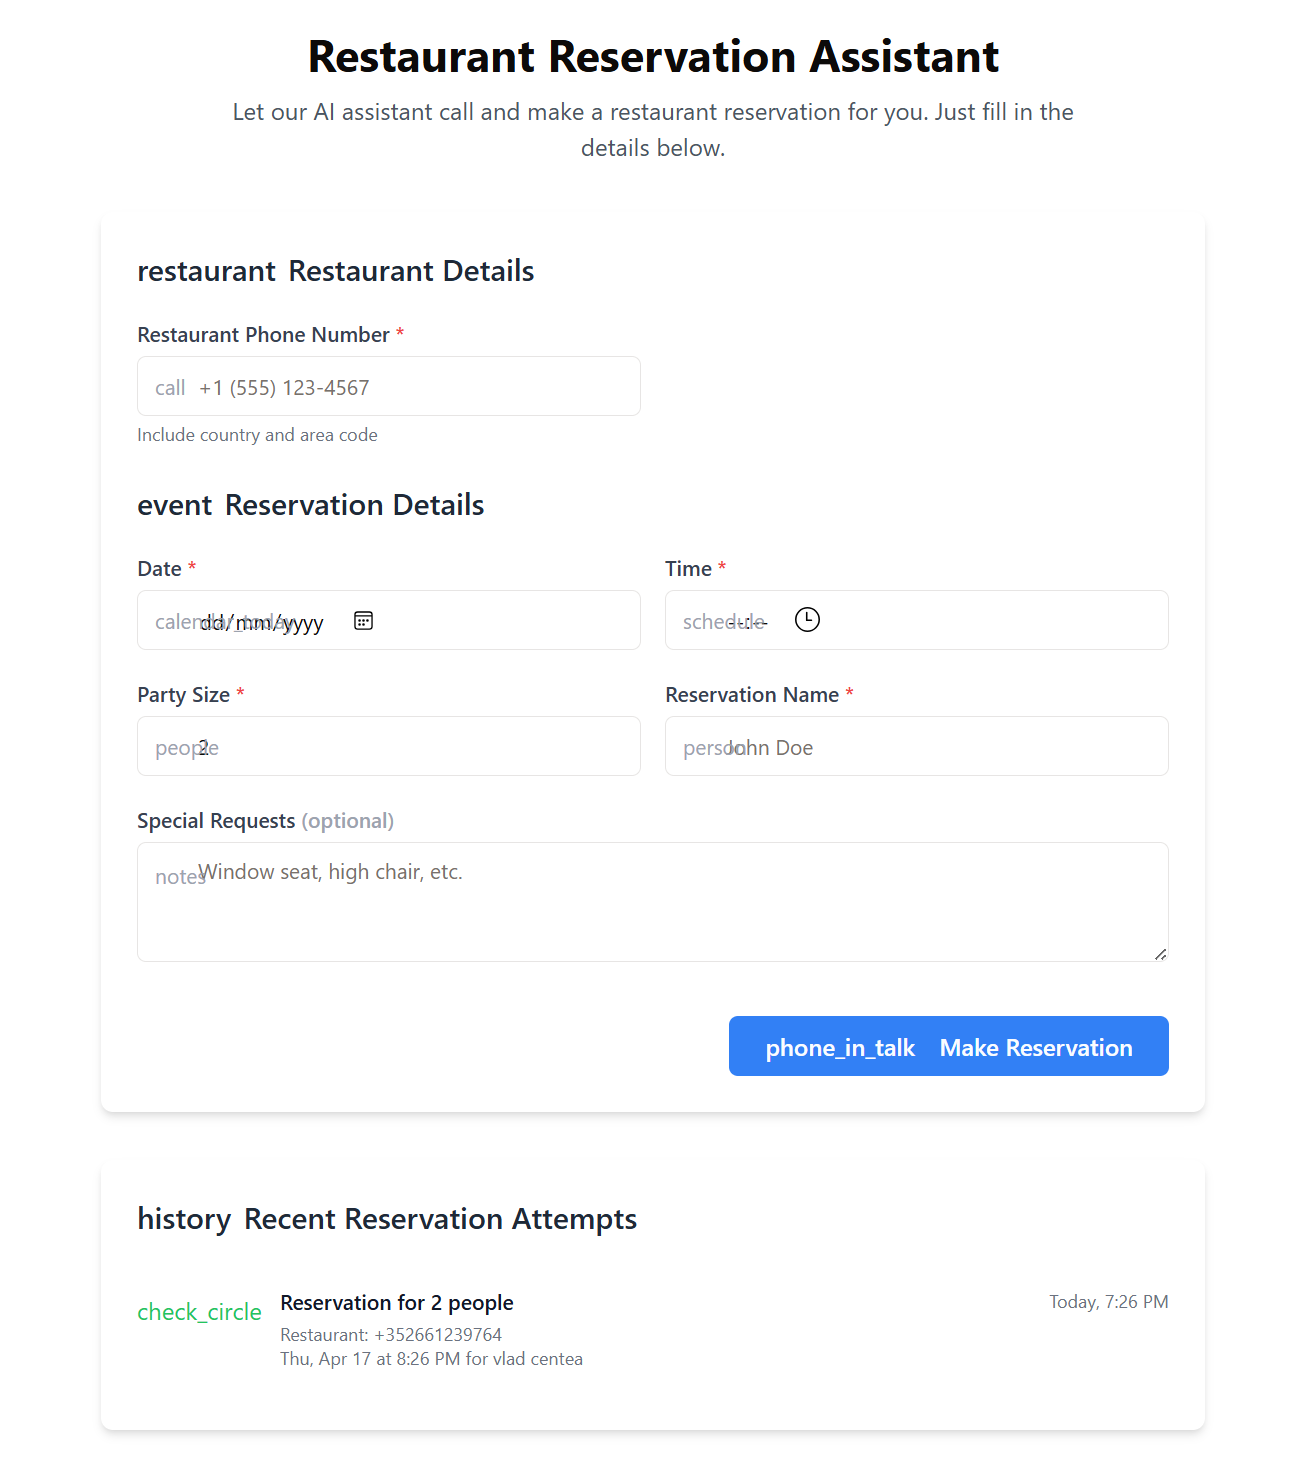 Restaurant Reservation Assistant
Let our AI assistant call and make a restaurant reservation for you. Just fill in the
details below.
restaurant Restaurant Details
Restaurant Phone Number *
call +1 (555) 123-4567
Include country and area code
event Reservation Details
Date *
Time *
calendar_today dd/mm/yyyy
schedule --:--
Party Size *
Reservation Name *
people 2
person John Doe
Special Requests (optional)
notes Window seat, high chair, etc.
phone_in_talk Make Reservation
history Recent Reservation Attempts
check_circle Reservation for 2 people
Today, 7:26 PM
Restaurant: +352661239764
Thu, Apr 17 at 8:26 PM for vlad centea